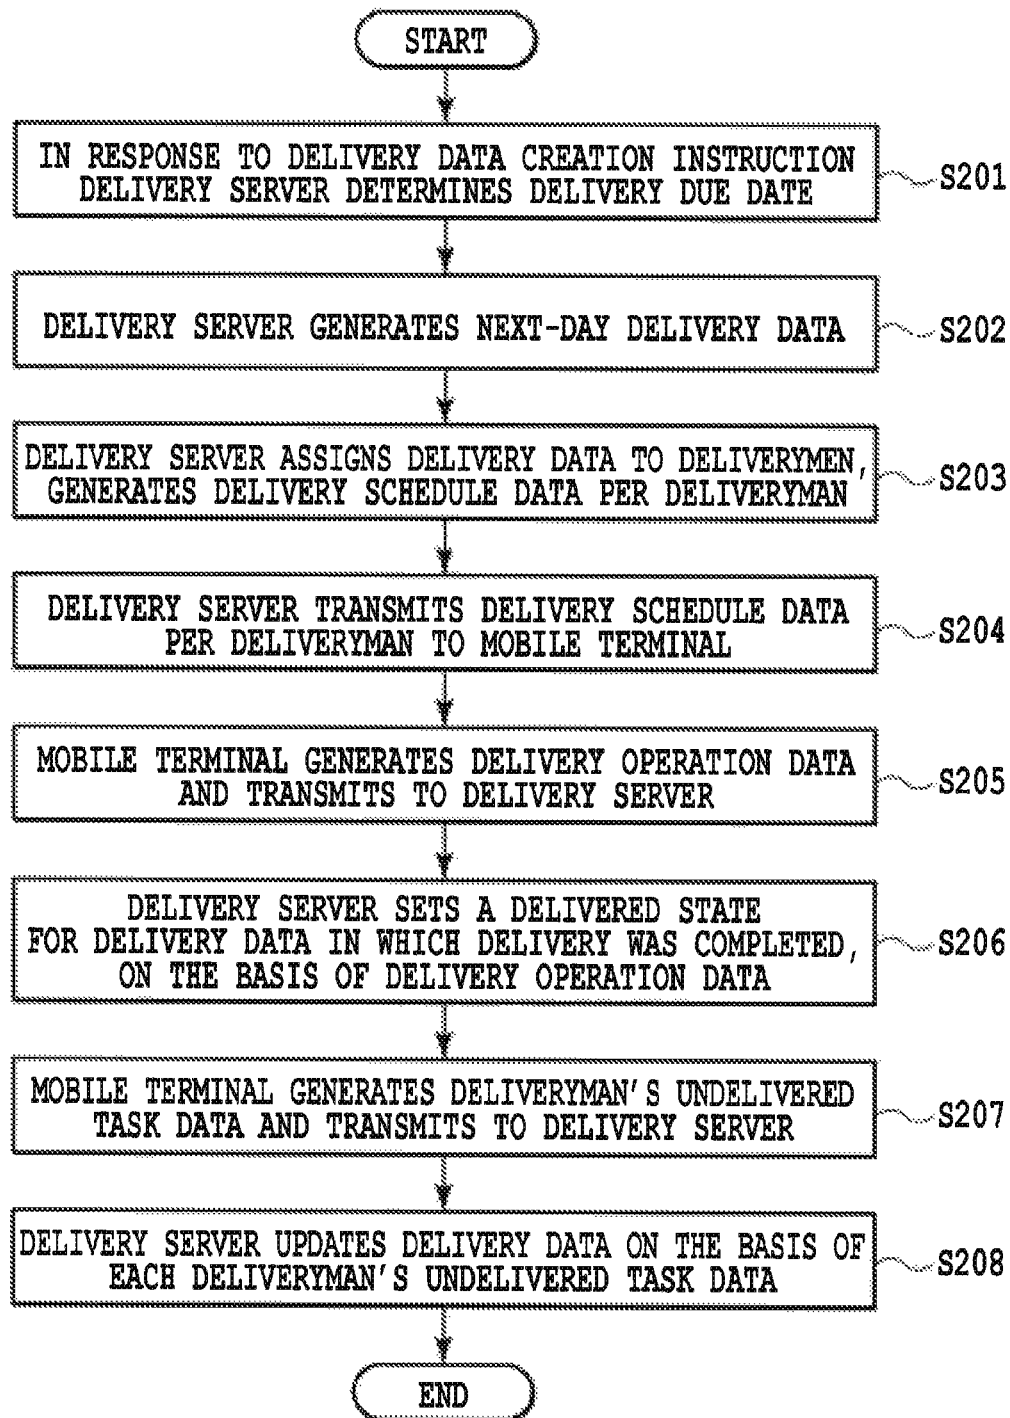 START
IN RESPONSE TO DELIVERY DATA CREATION INSTRUCTION
DELIVERY SERVER DETERMINES DELIVERY DUE DATE
S201
DELIVERY SERVER GENERATES NEXT-DAY DELIVERY DATA
S202
DELIVERY SERVER ASSIGNS DELIVERY DATA TO DELIVERYMEN,
GENERATES DELIVERY SCHEDULE DATA PER DELIVERYMAN
S203
DELIVERY SERVER TRANSMITS DELIVERY SCHEDULE DATA
PER DELIVERYMAN TO MOBILE TERMINAL
S204
MOBILE TERMINAL GENERATES DELIVERY OPERATION DATA
AND TRANSMITS TO DELIVERY SERVER
S205
DELIVERY SERVER SETS A DELIVERED STATE
FOR DELIVERY DATA IN WHICH DELIVERY WAS COMPLETED,
ON THE BASIS OF DELIVERY OPERATION DATA
S206
MOBILE TERMINAL GENERATES DELIVERYMAN'S UNDELIVERED
TASK DATA AND TRANSMITS TO DELIVERY SERVER
S207
DELIVERY SERVER UPDATES DELIVERY DATA ON THE BASIS OF
EACH DELIVERYMAN'S UNDELIVERED TASK DATA
S208
END